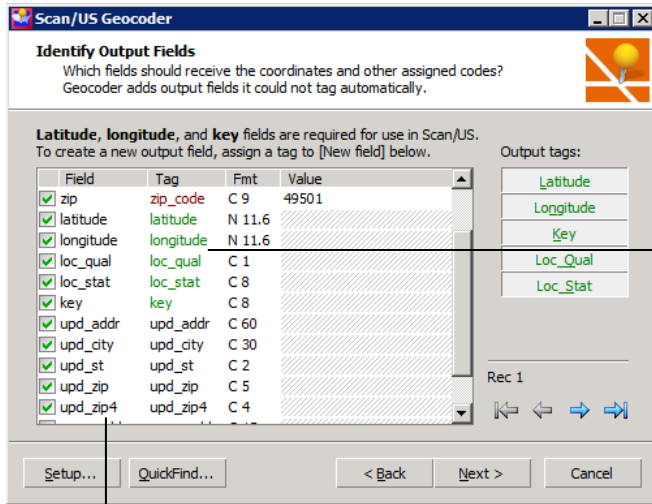 Scan/US Geocoder
Identify Output Fields
Which fields should receive the coordinates and other assigned codes?
Geocoder adds output fields it could not tag automatically.
Latitude, longitude, and key fields are required for use in Scan/US.
To create a new output field, assign a tag to [New field] below.
Output tags:
Field Tag Fmt Value
zip zip_code C 9 49501
latitude latitude N 11.6
longitude longitude N 11.6
loc_qual loc_qual C 1
loc_stat loc_stat C 8
key key C 8
upd_addr upd_addr C 60
upd_city upd_city C 30
upd_st upd_st C 2
upd_zip upd_zip C 5
upd_zip4 upd_zip4 C 4
Latitude
Longitude
Key
Loc_Qual
Loc_Stat
Rec 1
Setup... QuickFind... < Back Next > Cancel